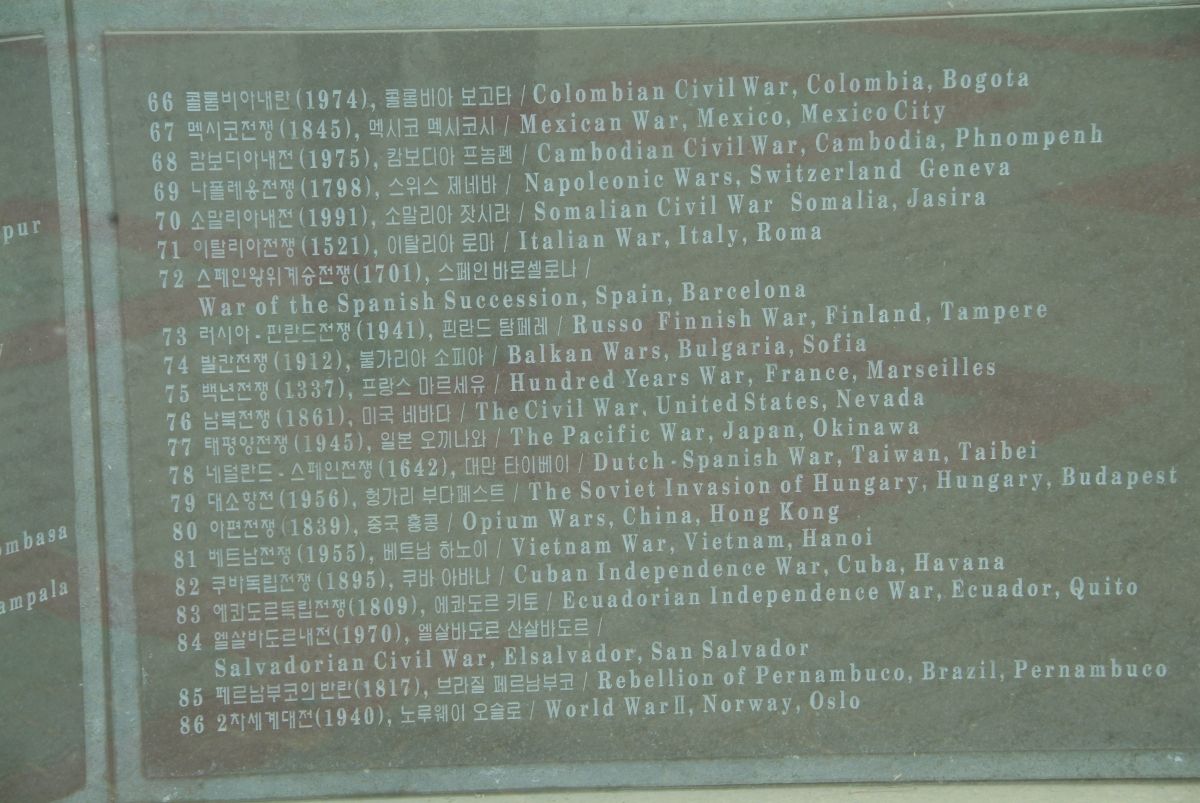 pur
ombasa
ampala
66 콜롬비아내란(1974), 콜롬비아 보고타 / Colombian Civil War, Colombia, Bogota
67 멕시코전쟁(1845), 멕시코 멕시코시 / Mexican War, Mexico, Mexico City
68 캄보디아내전(1975), 캄보디아 프놈펜 / Cambodian Civil War, Cambodia, Phnompenh
69 나폴레옹전쟁(1798), 스위스 제네바 / Napoleonic Wars, Switzerland Geneva
70 소말리아내전(1991), 소말리아 잣시라 / Somalian Civil War Somalia, Jasira
71 이탈리아전쟁(1521), 이탈리아 로마 / Italian War, Italy, Roma
72 스페인왕위계승전쟁(1701), 스페인 바로셀로나 /
War of the Spanish Succession, Spain, Barcelona
73 러시아-핀란드전쟁(1941), 핀란드 탐페레 / Russo Finnish War, Finland, Tampere
74 발칸전쟁(1912), 불가리아 소피아 / Balkan Wars, Bulgaria, Sofia
75 백년전쟁(1337), 프랑스 마르세유 / Hundred Years War, France, Marseilles
76 남북전쟁(1861), 미국 네바다 / The Civil War, United States, Nevada
77 태평양전쟁(1945), 일본 오끼나와 / The Pacific War, Japan, Okinawa
78 네덜란드-스페인전쟁(1642), 대만 타이베이 / Dutch-Spanish War, Taiwan, Taibei
79 대소항전(1956), 헝가리 부다페스트 / The Soviet Invasion of Hungary, Hungary, Budapest
80 아편전쟁(1839), 중국 홍콩 / Opium Wars, China, Hong Kong
81 베트남전쟁(1955), 베트남 하노이 / Vietnam War, Vietnam, Hanoi
82 쿠바독립전쟁(1895), 쿠바 아바나 / Cuban Independence War, Cuba, Havana
83 에콰도르독립전쟁(1809), 에콰도르 키토 / Ecuadorian Independence War, Ecuador, Quito
84 엘살바도르내전(1970), 엘살바도르 산살바도르 /
Salvadorian Civil War, Elsalvador, San Salvador
85 페르남부코의 반란(1817), 브라질 페르남부코 / Rebellion of Pernambuco, Brazil, Pernambuco
86 2차세계대전(1940), 노루웨이 오슬로 / World War II, Norway, Oslo